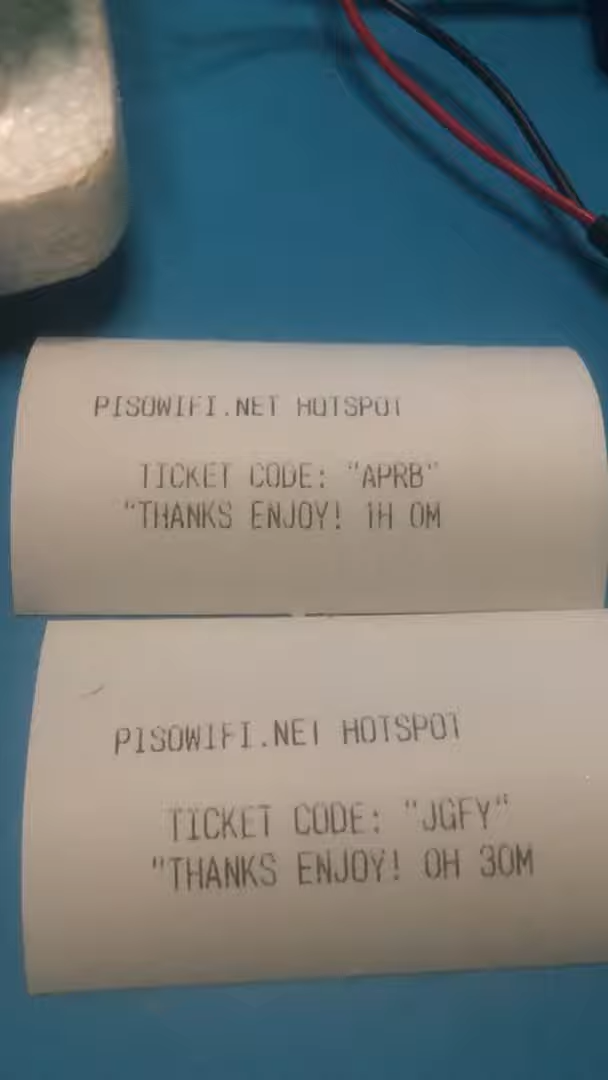 PISOWIFI.NET HOTSPOT
TICKET CODE: "APRB"
"THANKS ENJOY! 1H 0M
PISOWIFI.NET HOTSPOT
TICKET CODE: "JGFY"
"THANKS ENJOY! 0H 30M